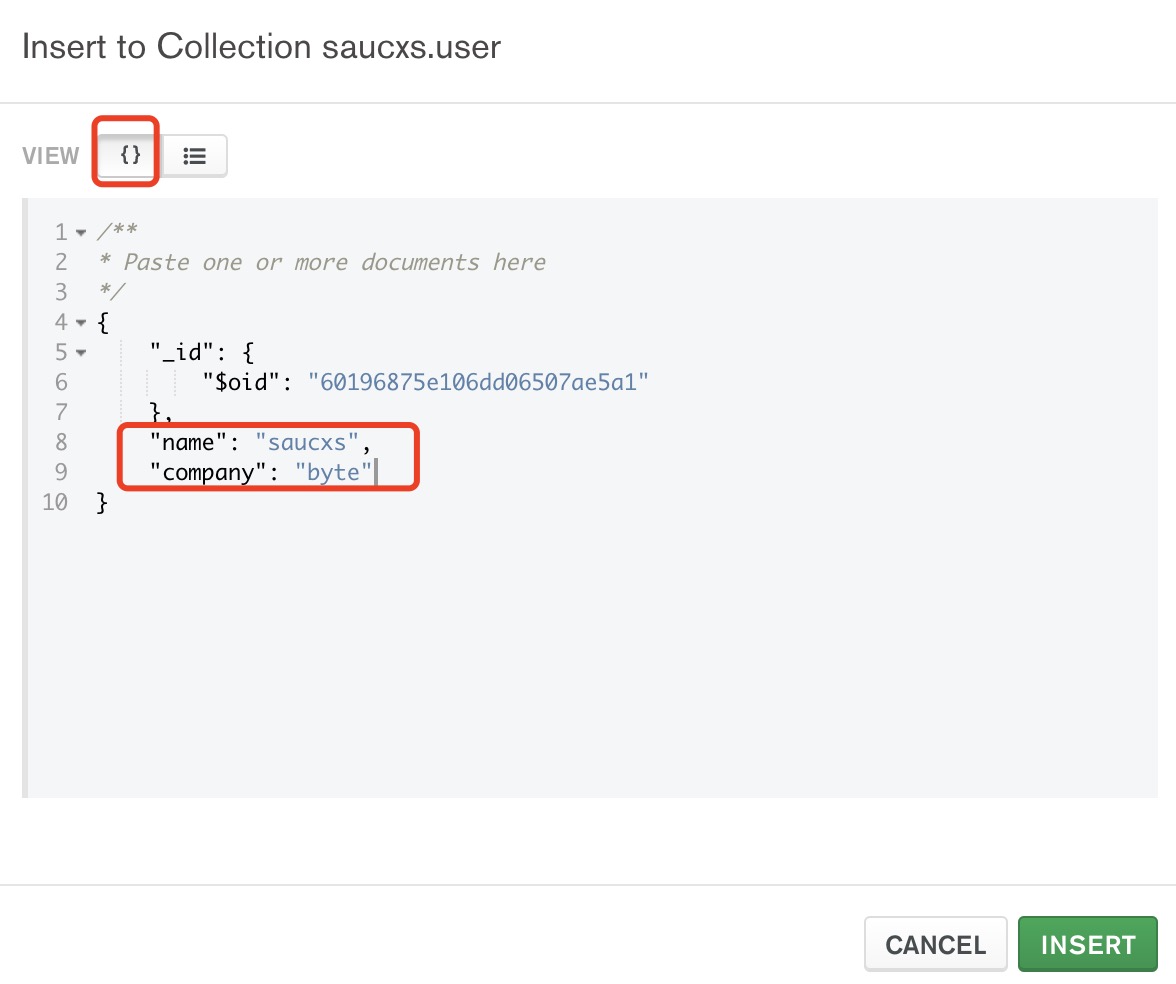 Insert to Collection saucxs.user
VIEW {}
1 /**
2 * Paste one or more documents here
3 */
4 {
5 "_id": {
6 "$oid": "60196875e106dd06507ae5a1"
7 },
8 "name": "saucxs",
9 "company": "byte"
10 }
CANCEL INSERT